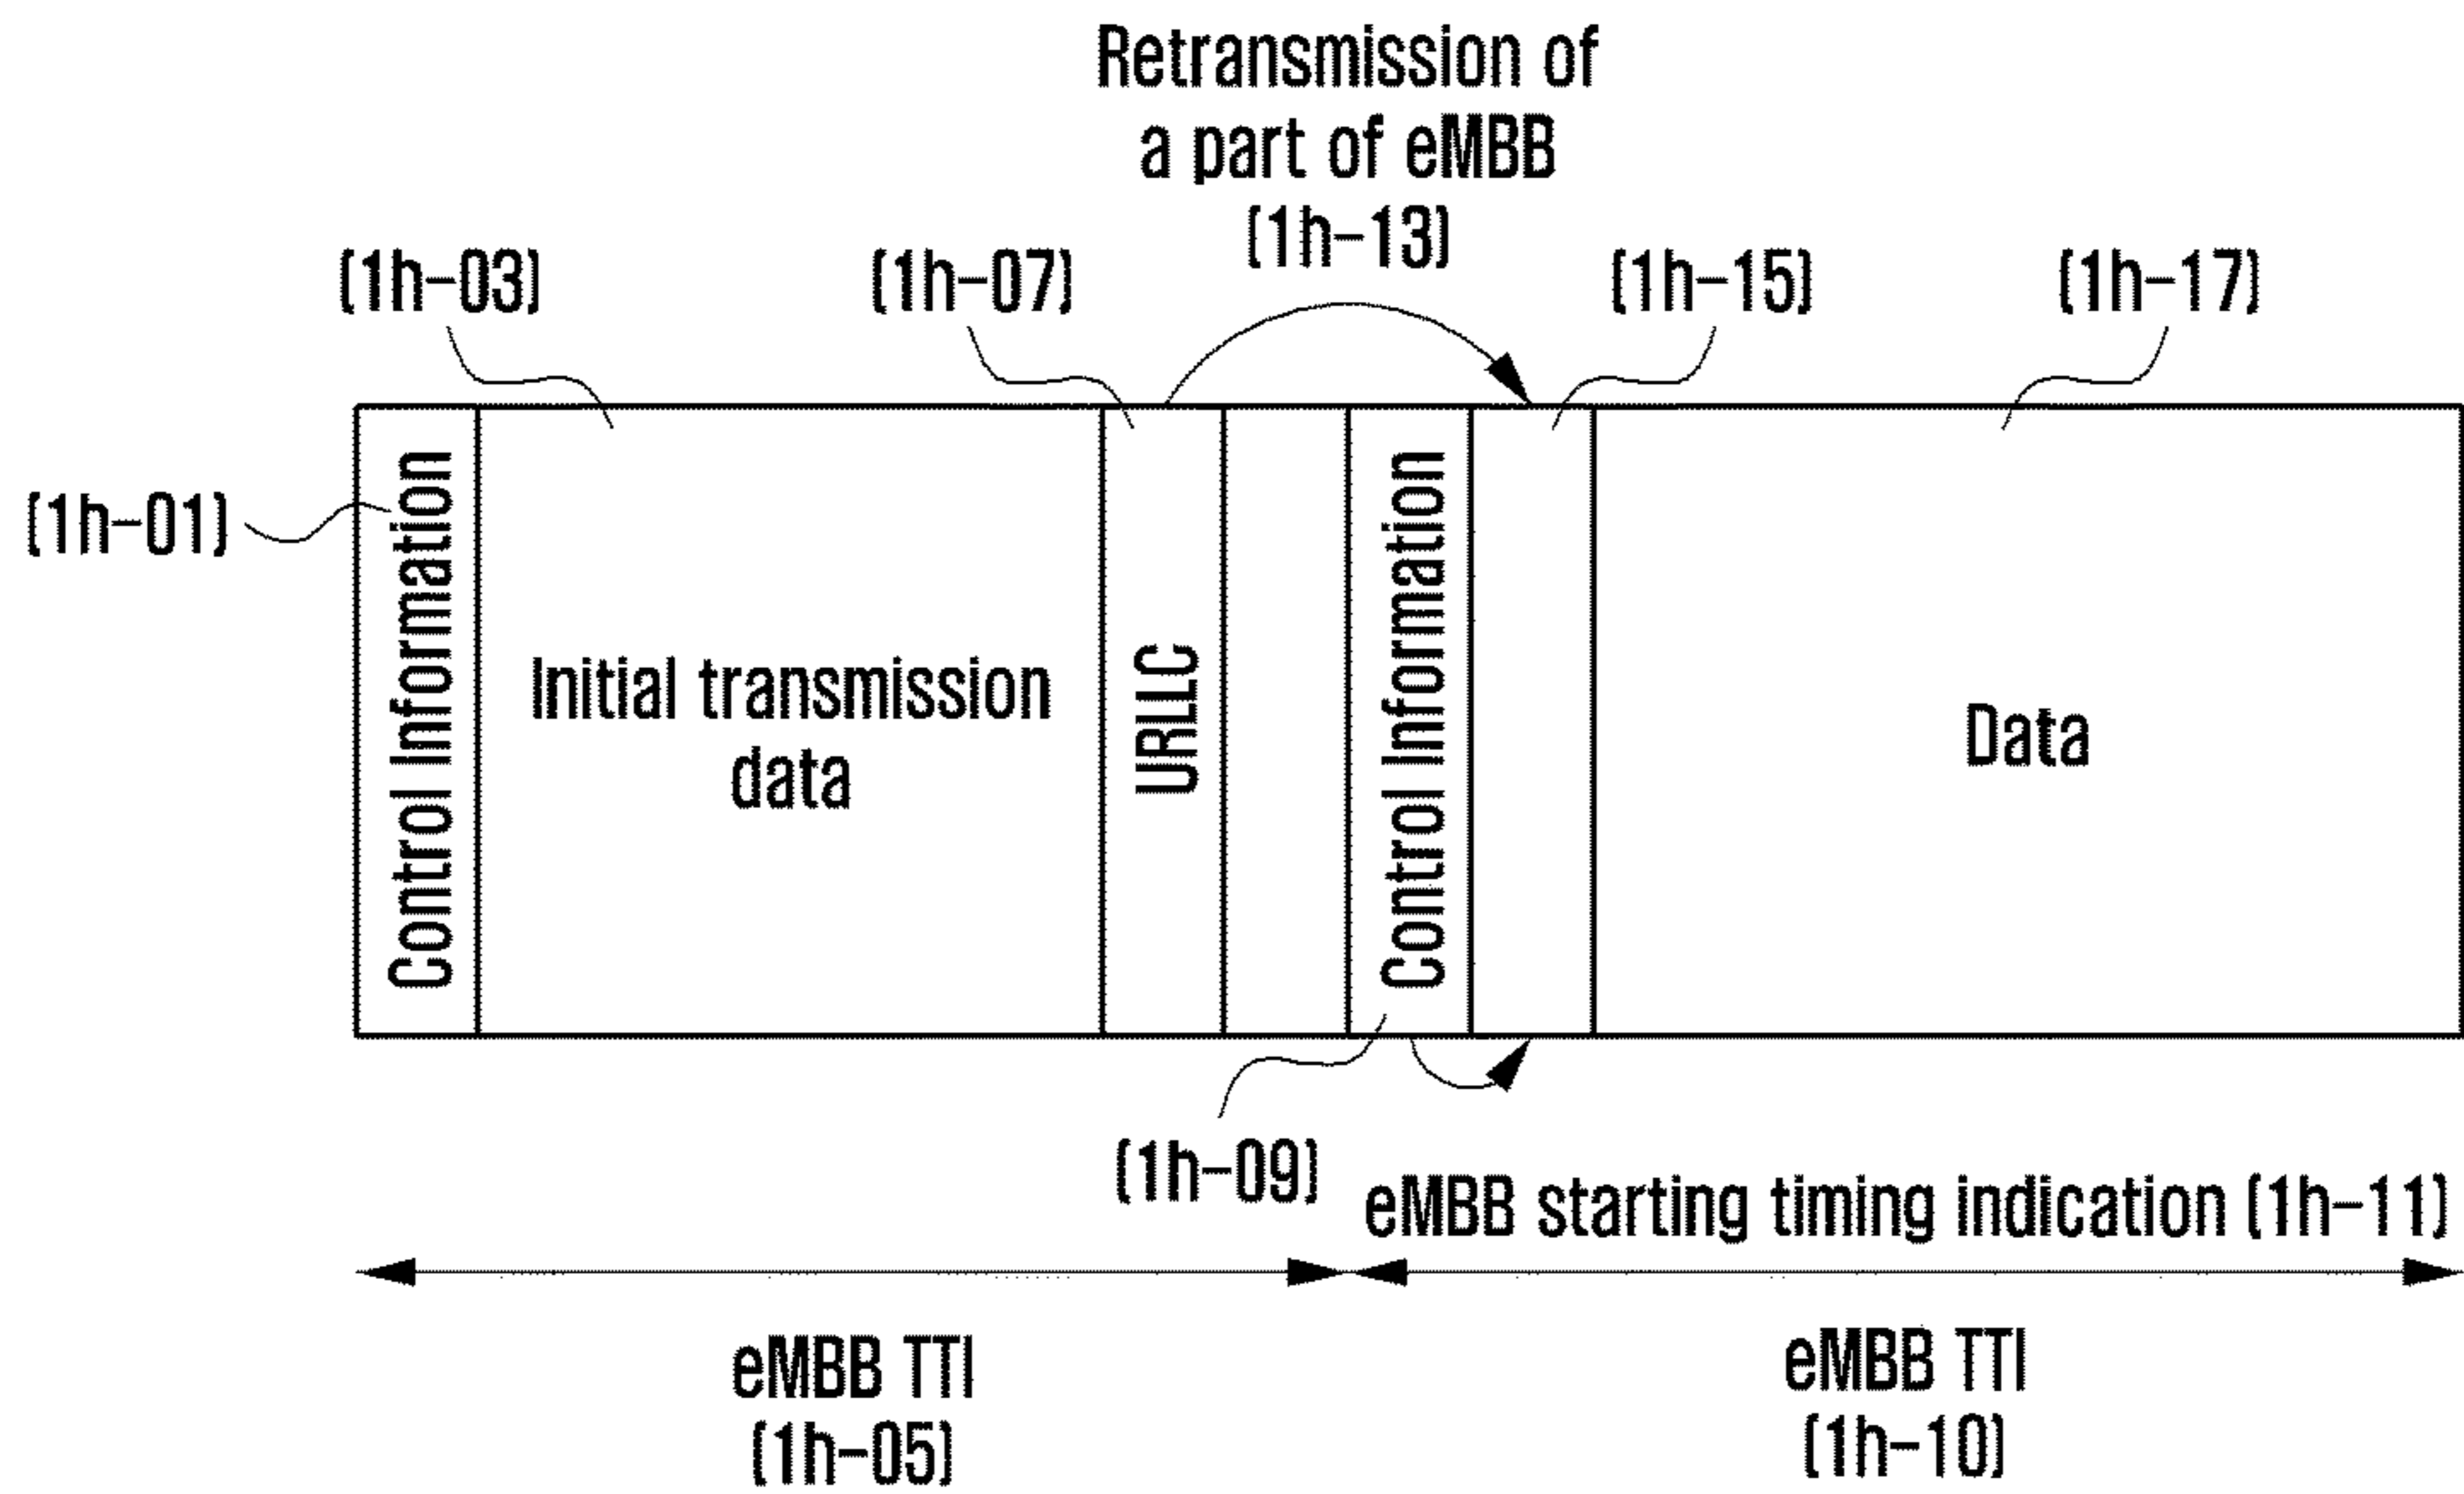 Retransmission of
a part of eMBB
(1h-13)
(1h-03)
(1h-07)
(1h-15)
(1h-17)
(1h-01)
Control Information
Initial transmission
data
URLLC
Control Information
Data
(1h-09)
eMBB starting timing indication (1h-11)
eMBB TTI
(1h-05)
eMBB TTI
(1h-10)